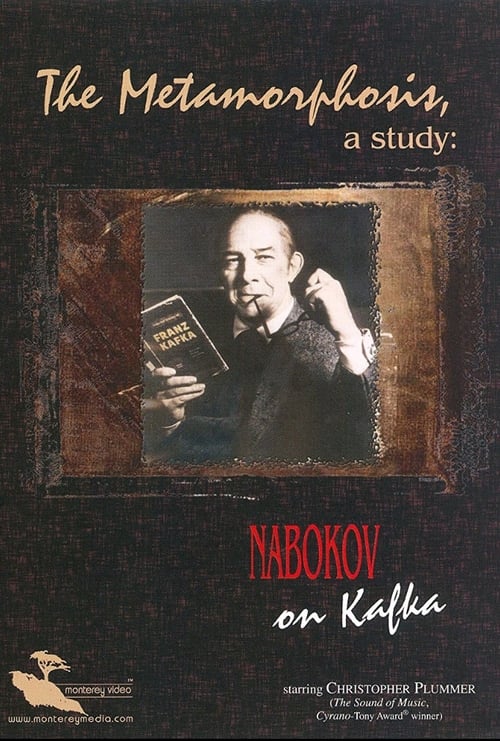 The Metamorphosis,
a study:
FRANZ
KAFKA
NABOKOV
on Kafka
monterey video™
www.montereymedia.com
starring CHRISTOPHER PLUMMER
(The Sound of Music,
Cyrano-Tony Award® winner)